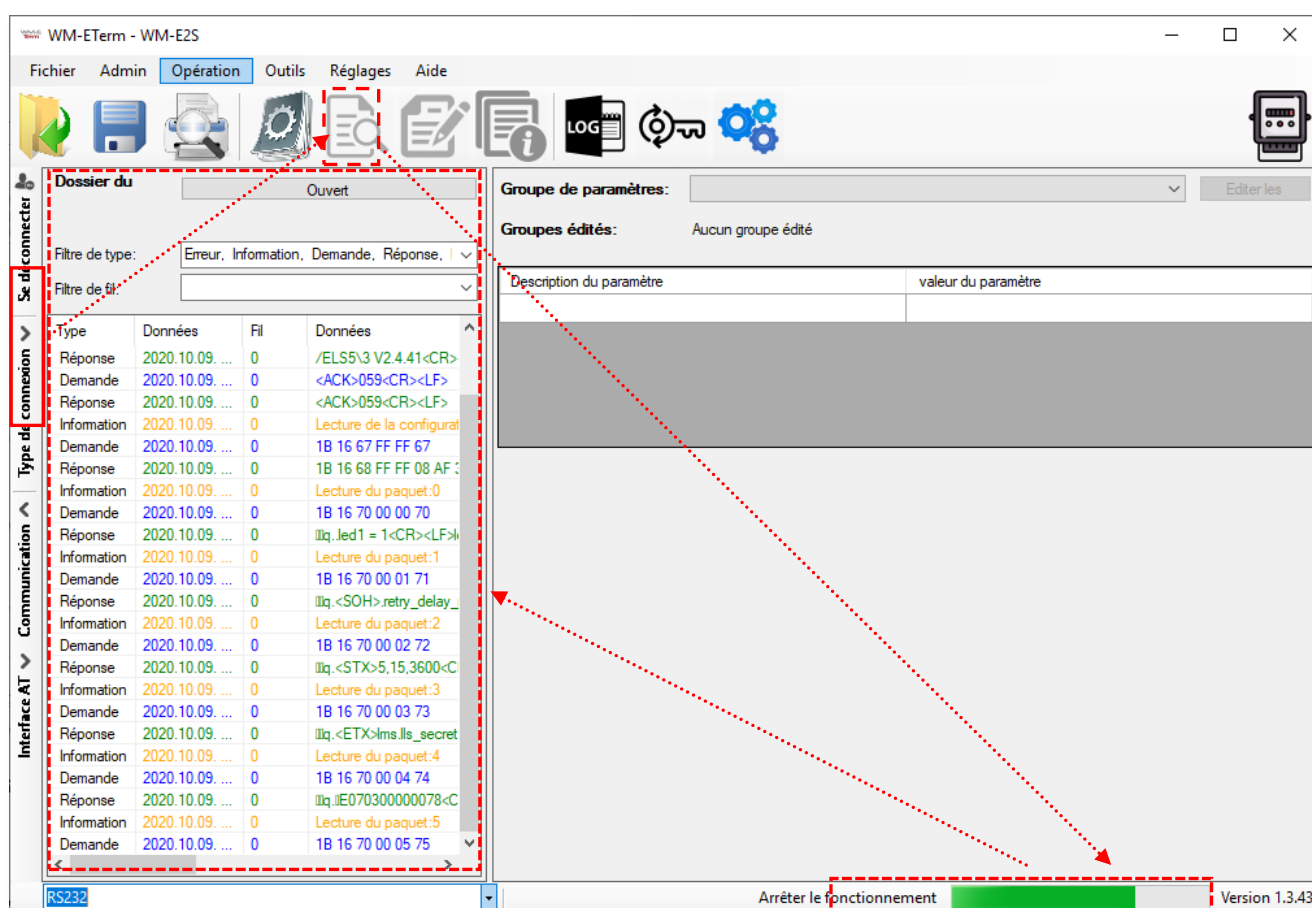 WM-ETerm - WM-E2S
Fichier Admin Opération Outils Réglages Aide
LOG
Dossier du
Ouvert
Filtre de type: Erreur, Information, Demande, Réponse,
Filtre de fil:
Type Données Fil Données
Réponse 2020.10.09. ... 0 /ELS5\3 V2.4.41<CR>
Demande 2020.10.09. ... 0 <ACK>059<CR><LF>
Réponse 2020.10.09. ... 0 <ACK>059<CR><LF>
Information 2020.10.09. ... 0 Lecture de la configurat
Demande 2020.10.09. ... 0 1B 16 67 FF FF 67
Réponse 2020.10.09. ... 0 1B 16 68 FF FF 08 AF
Information 2020.10.09. ... 0 Lecture du paquet:0
Demande 2020.10.09. ... 0 1B 16 70 00 00 70
Réponse 2020.10.09. ... 0 q..led1 = 1<CR><LF>
Information 2020.10.09. ... 0 Lecture du paquet:1
Demande 2020.10.09. ... 0 1B 16 70 00 01 71
Réponse 2020.10.09. ... 0 q.<SOH>.retry_delay_
Information 2020.10.09. ... 0 Lecture du paquet:2
Demande 2020.10.09. ... 0 1B 16 70 00 02 72
Réponse 2020.10.09. ... 0 q.<STX>5,15,3600<C
Information 2020.10.09. ... 0 Lecture du paquet:3
Demande 2020.10.09. ... 0 1B 16 70 00 03 73
Réponse 2020.10.09. ... 0 q.<ETX>lms.lls_secret
Information 2020.10.09. ... 0 Lecture du paquet:4
Demande 2020.10.09. ... 0 1B 16 70 00 04 74
Réponse 2020.10.09. ... 0 E070300000078<C
Information 2020.10.09. ... 0 Lecture du paquet:5
Demande 2020.10.09. ... 0 1B 16 70 00 05 75
Se déconnecter
Type de connexion
Communication
Interface AT
Groupe de paramètres:
Editer les
Groupes édités: Aucun groupe édité
Description du paramètre valeur du paramètre
RS232
Arrêter le fonctionnement
Version 1.3.43